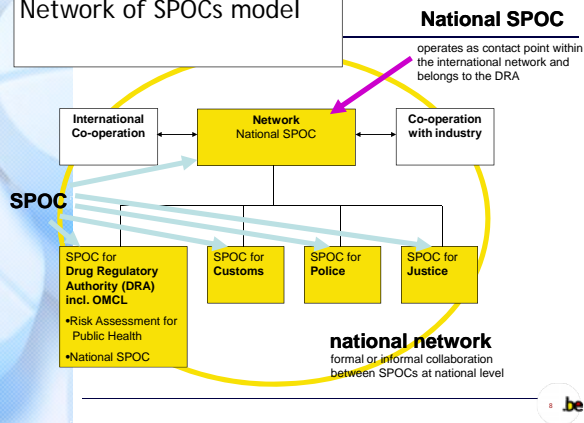 Network of SPOCs model
National SPOC
operates as contact point within
the international network and
belongs to the DRA
International
Co-operation
Network
National SPOC
Co-operation
with industry
SPOC
SPOC for
Drug Regulatory
Authority (DRA)
incl. OMCL
•Risk Assessment for
Public Health
•National SPOC
SPOC for
Customs
SPOC for
Police
SPOC for
Justice
national network
formal or informal collaboration
between SPOCs at national level
8
.be